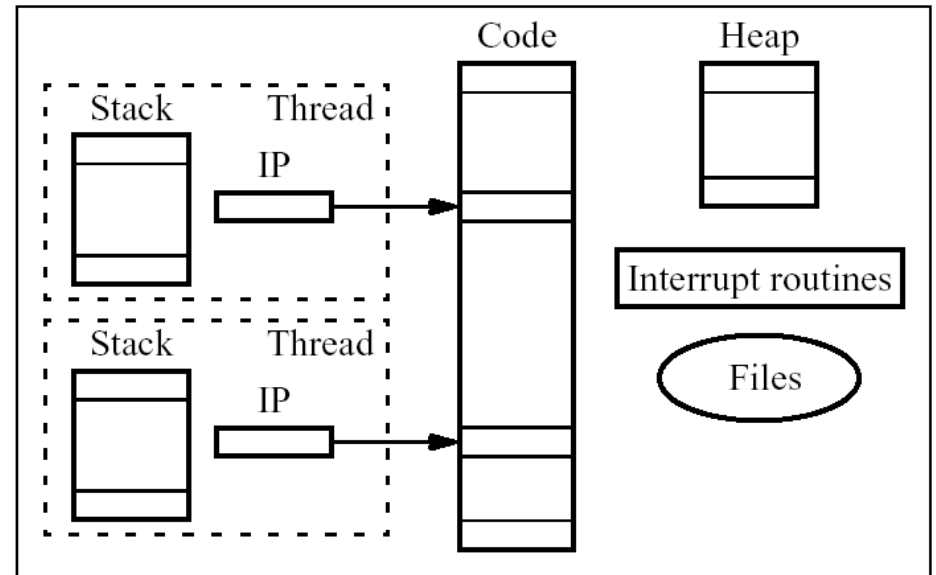 Code
Heap
Stack
Thread
IP
Interrupt routines
Stack
Thread
Files
IP